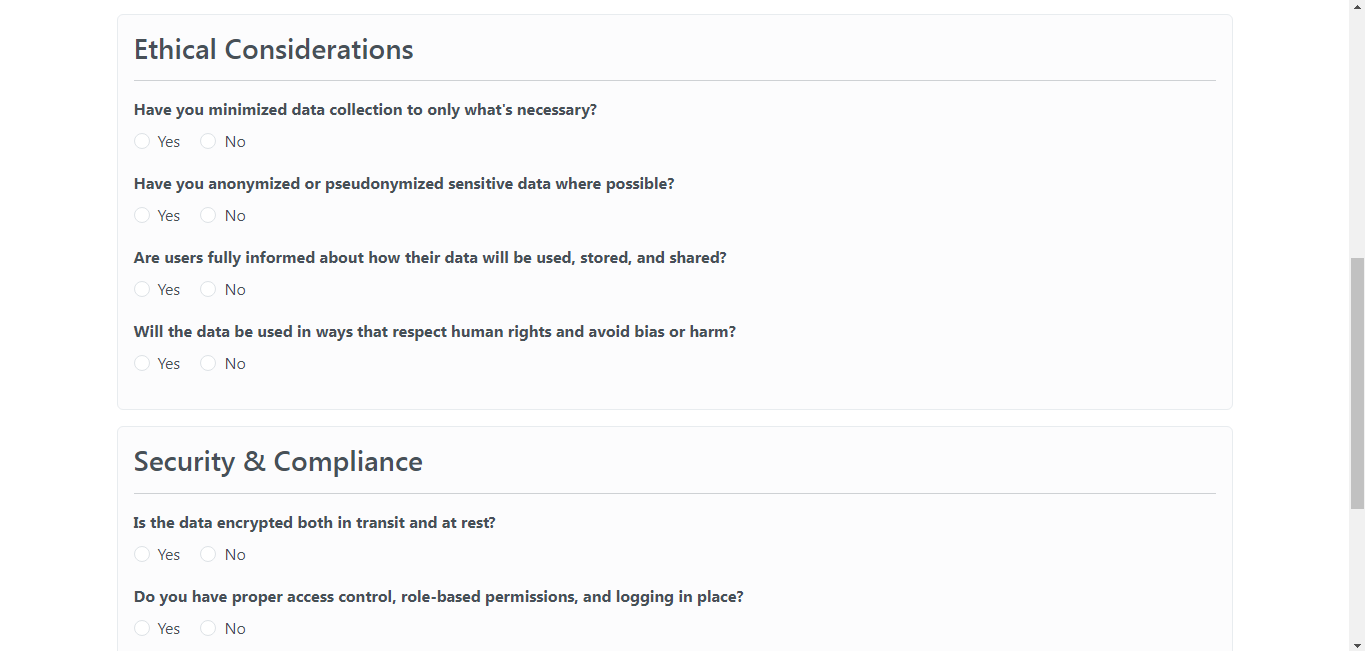 Ethical Considerations
Have you minimized data collection to only what's necessary?
Yes No
Have you anonymized or pseudonymized sensitive data where possible?
Yes No
Are users fully informed about how their data will be used, stored, and shared?
Yes No
Will the data be used in ways that respect human rights and avoid bias or harm?
Yes No
Security & Compliance
Is the data encrypted both in transit and at rest?
Yes No
Do you have proper access control, role-based permissions, and logging in place?
Yes No